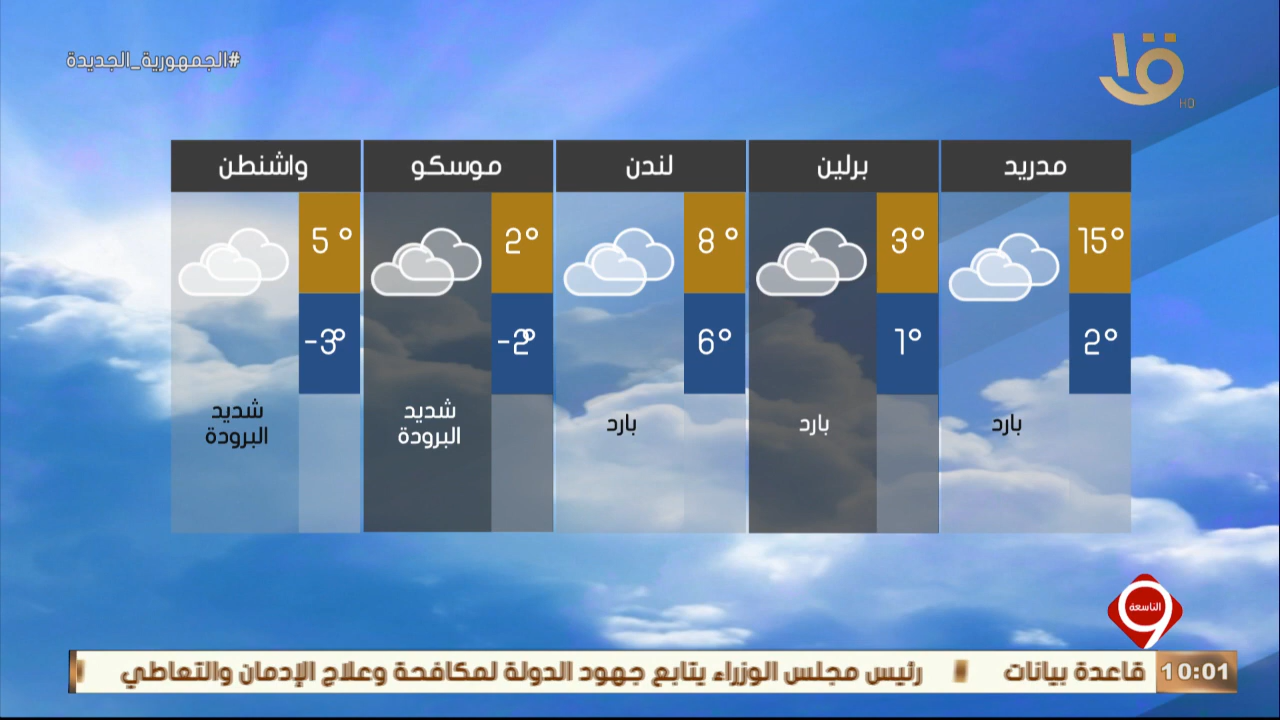 #الجمهورية_الجديدة
HD
مدريد
برلين
لندن
موسكو
واشنطن
15°
3°
8°
2°
5°
2°
1°
6°
-2°
-3°
بارد
بارد
بارد
شديد
البرودة
شديد
البرودة
التاسعة
9
10:01 قاعدة بيانات رئيس مجلس الوزراء يتابع جهود الدولة لمكافحة وعلاج الإدمان والتعاطي